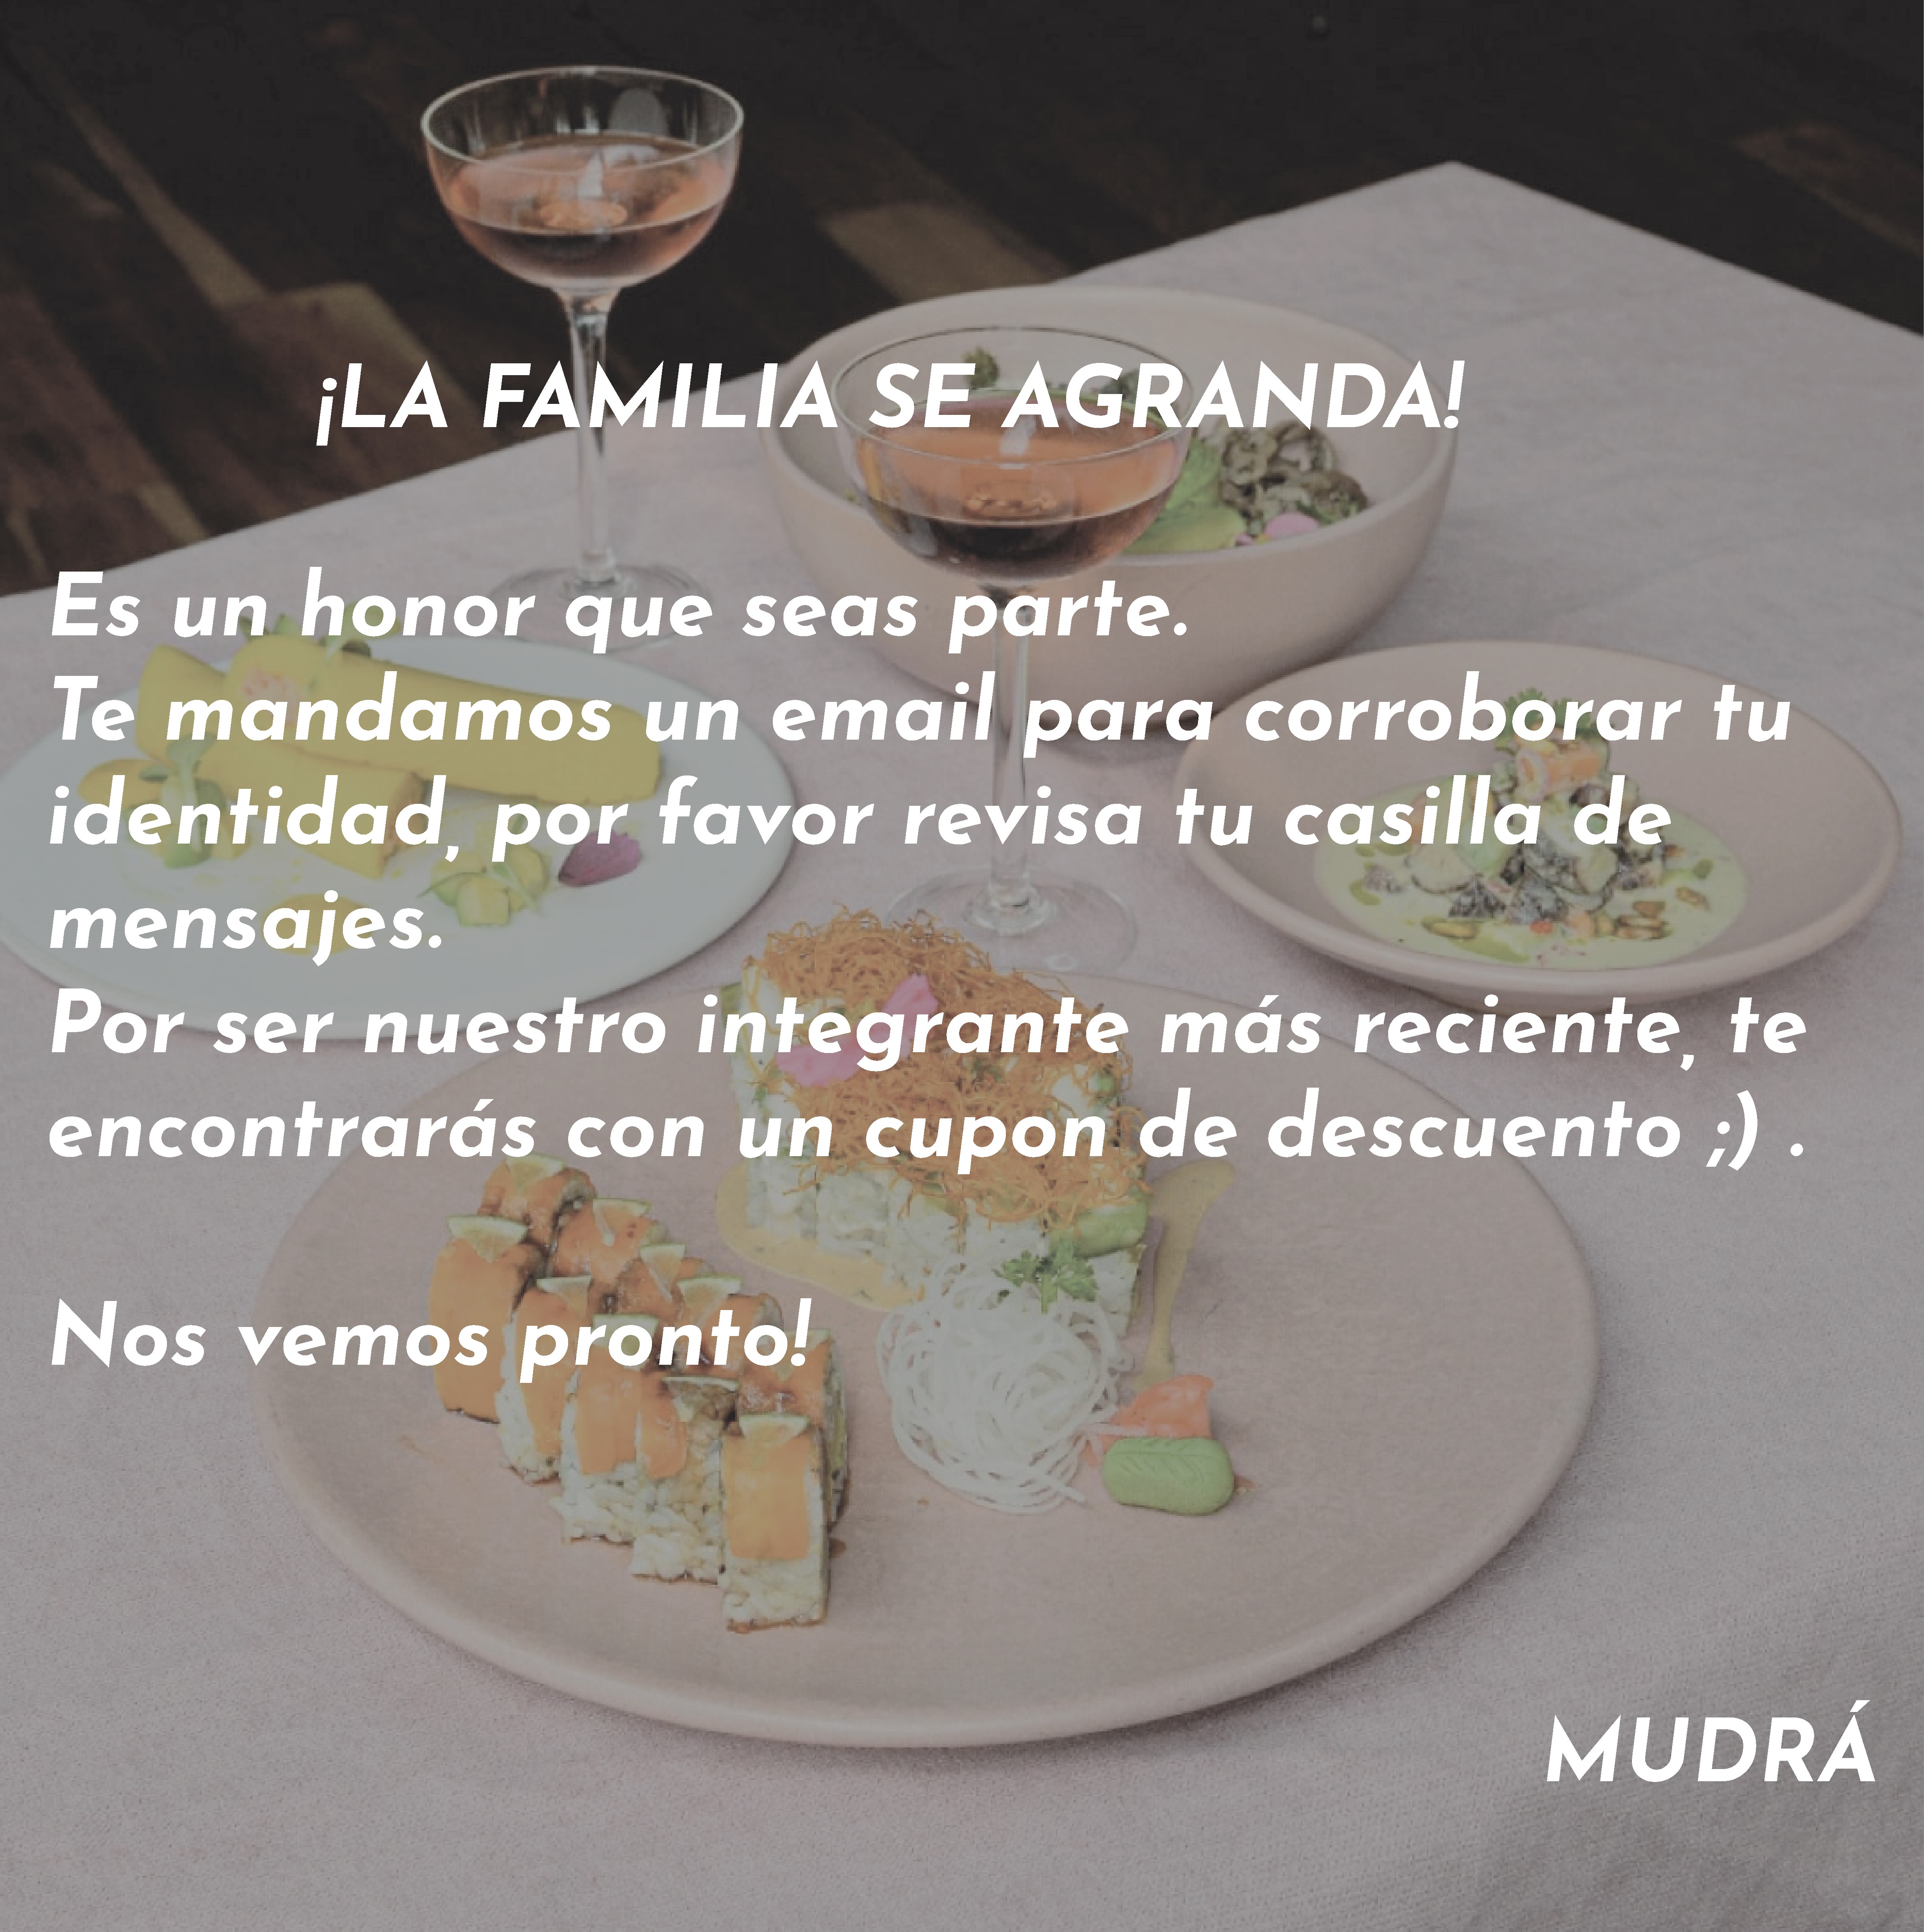 ¡LA FAMILIA SE AGRANDA!
Es un honor que seas parte.
Te mandamos un email para corroborar tu
identidad, por favor revisa tu casilla de
mensajes.
Por ser nuestro integrante más reciente, te
encontrarás con un cupon de descuento ;) .
Nos vemos pronto!
MUDRÁ